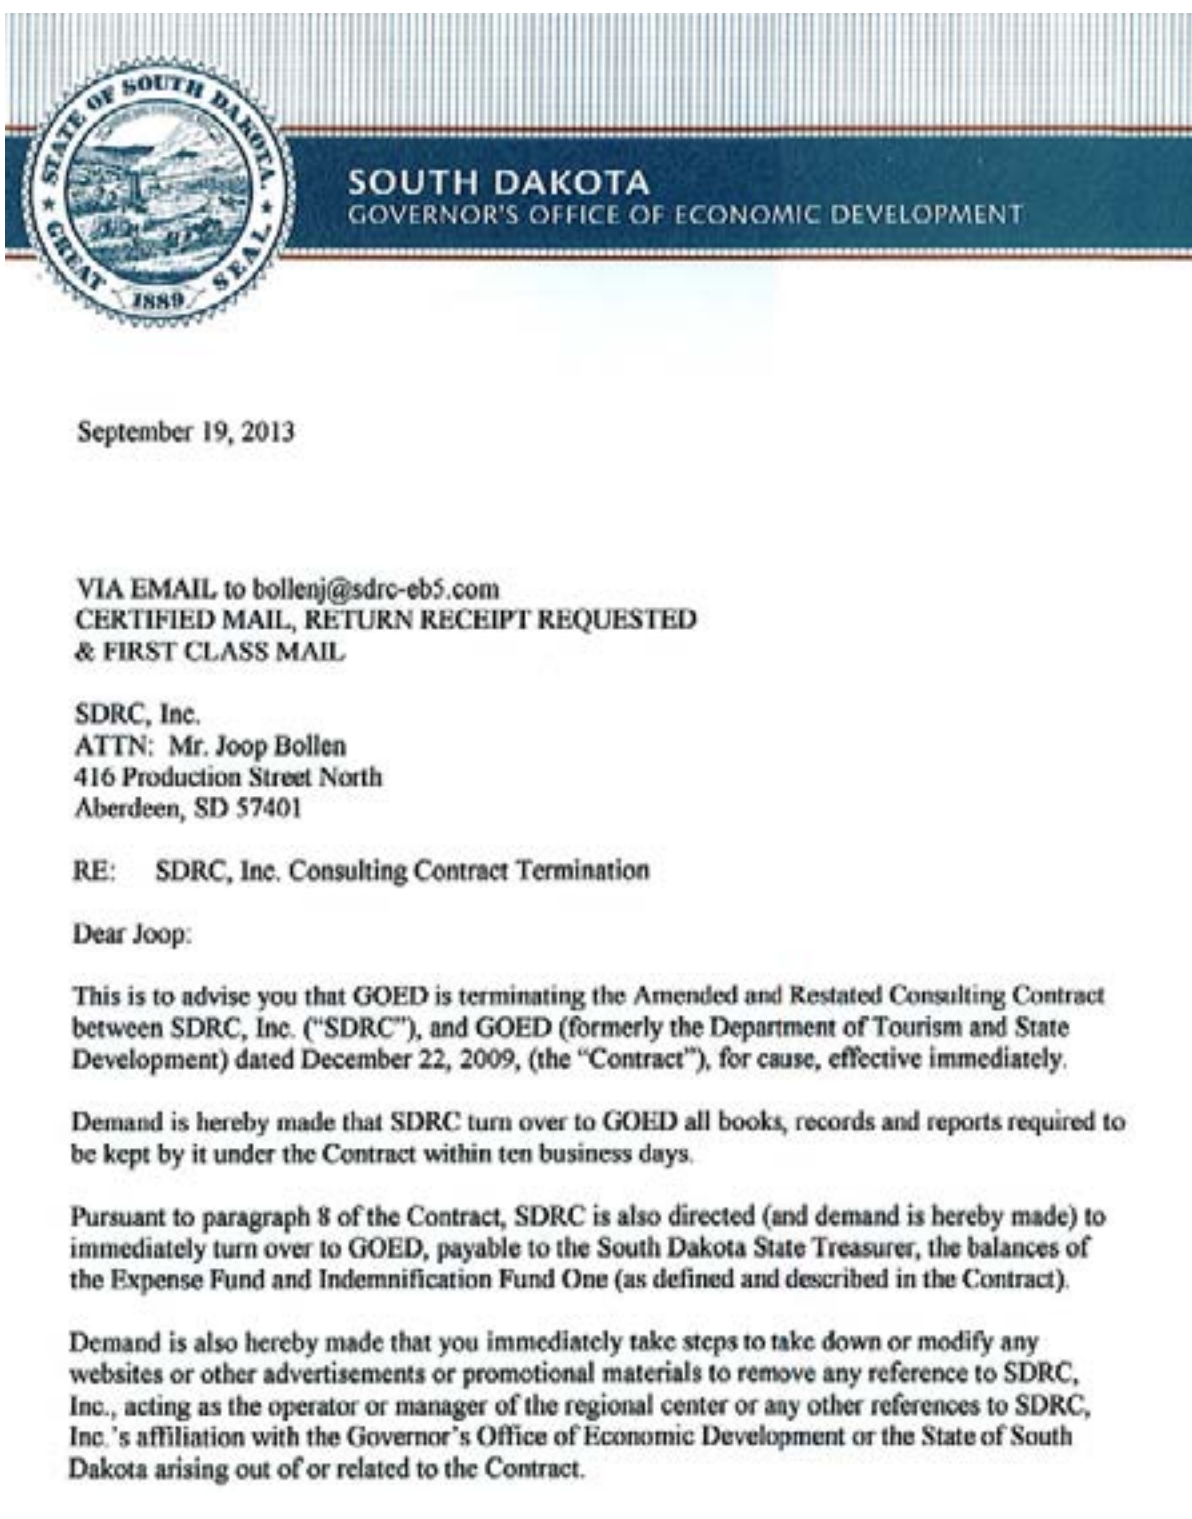 STATE OF SOUTH DAKOTA.
GREAT SEAL
1889
SOUTH DAKOTA
GOVERNOR'S OFFICE OF ECONOMIC DEVELOPMENT
September 19, 2013
VIA EMAIL to bollenj@sdrc-eb5.com
CERTIFIED MAIL, RETURN RECEIPT REQUESTED
& FIRST CLASS MAIL
SDRC, Inc.
ATTN: Mr. Joop Bollen
416 Production Street North
Aberdeen, SD 57401
RE: SDRC, Inc. Consulting Contract Termination
Dear Joop:
This is to advise you that GOED is terminating the Amended and Restated Consulting Contract
between SDRC, Inc. ("SDRC"), and GOED (formerly the Department of Tourism and State
Development) dated December 22, 2009, (the "Contract"), for cause, effective immediately.
Demand is hereby made that SDRC turn over to GOED all books, records and reports required to
be kept by it under the Contract within ten business days.
Pursuant to paragraph 8 of the Contract, SDRC is also directed (and demand is hereby made) to
immediately turn over to GOED, payable to the South Dakota State Treasurer, the balances of
the Expense Fund and Indemnification Fund One (as defined and described in the Contract).
Demand is also hereby made that you immediately take steps to take down or modify any
websites or other advertisements or promotional materials to remove any reference to SDRC,
Inc., acting as the operator or manager of the regional center or any other references to SDRC,
Inc.'s affiliation with the Governor's Office of Economic Development or the State of South
Dakota arising out of or related to the Contract.